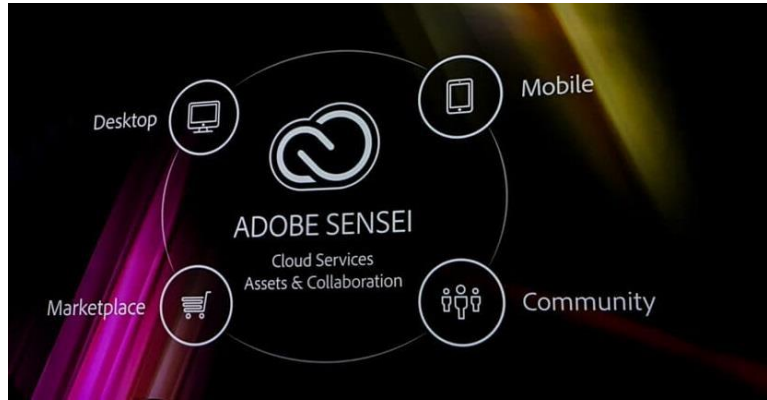 Desktop
Mobile
ADOBE SENSEI
Cloud Services
Assets & Collaboration
Marketplace
Community